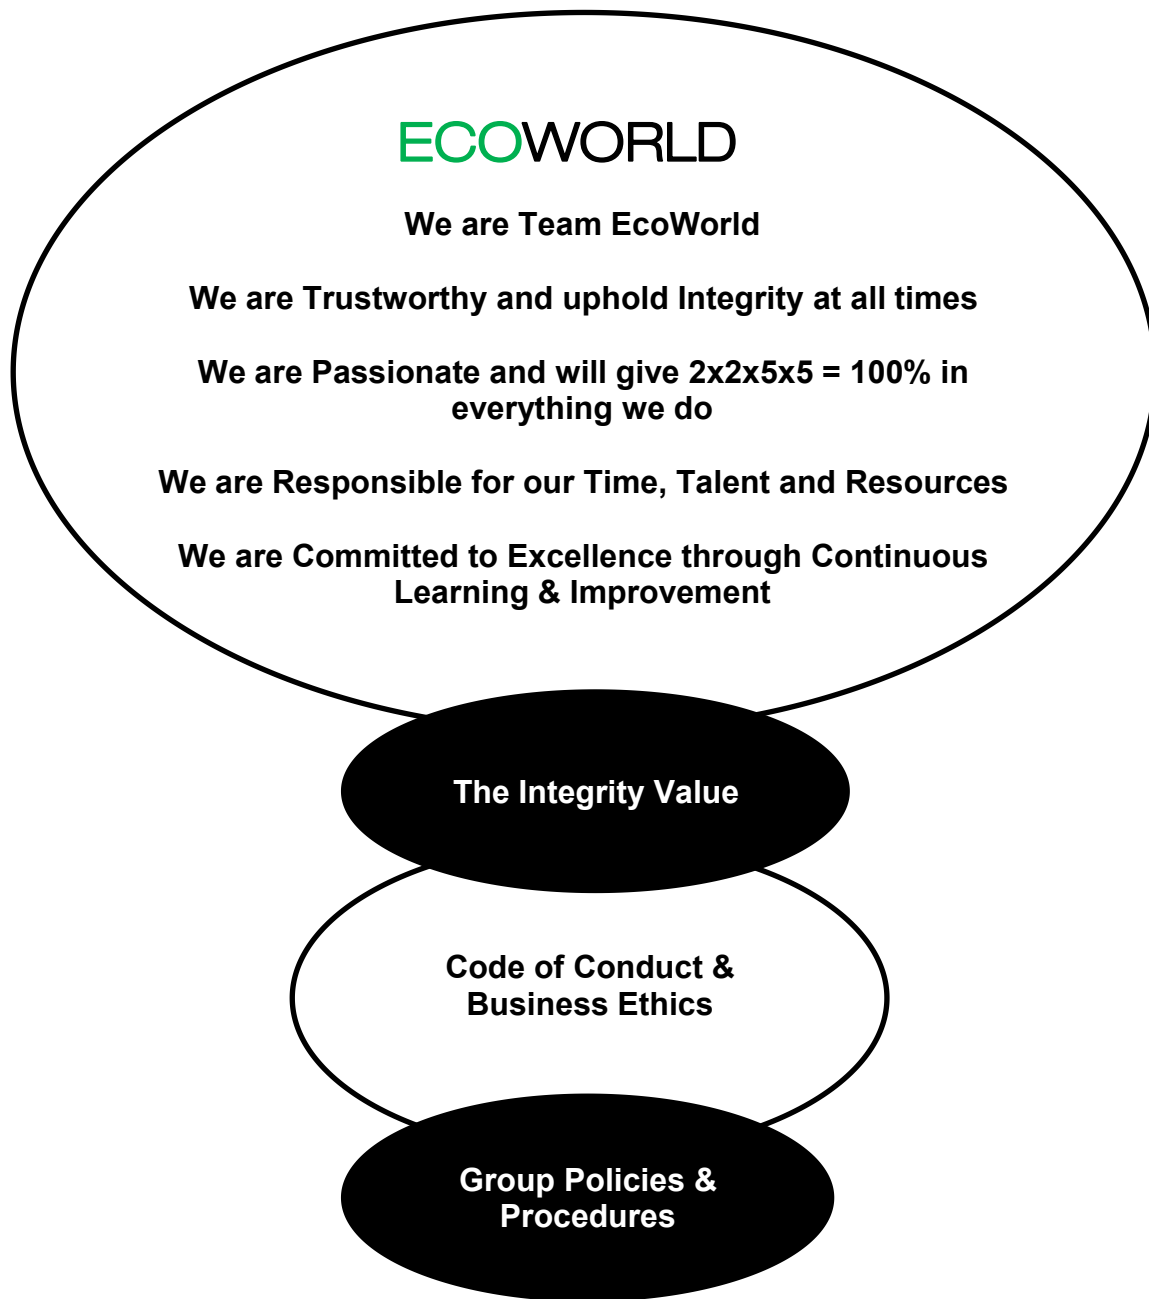 ECOWORLD
We are Team EcoWorld
We are Trustworthy and uphold Integrity at all times
We are Passionate and will give 2x2x5x5 = 100% in
everything we do
We are Responsible for our Time, Talent and Resources
We are Committed to Excellence through Continuous
Learning & Improvement
The Integrity Value
Code of Conduct &
Business Ethics
Group Policies &
Procedures